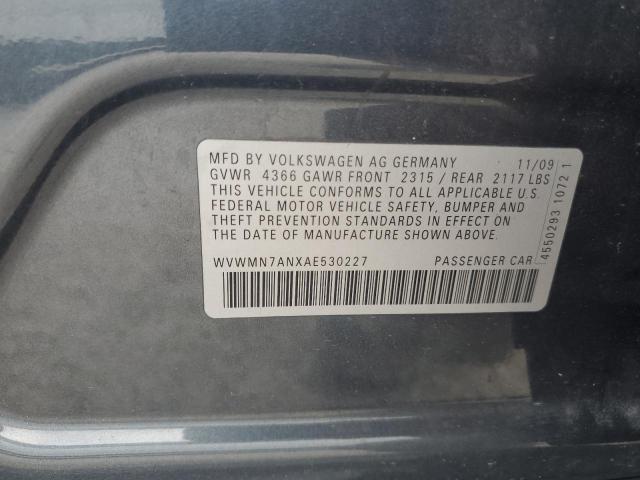 MFD BY VOLKSWAGEN AG GERMANY 11/09
GVWR 4366 GAWR FRONT 2315 / REAR 2117 LBS
THIS VEHICLE CONFORMS TO ALL APPLICABLE U.S.
FEDERAL MOTOR VEHICLE SAFETY, BUMPER AND
THEFT PREVENTION STANDARDS IN EFFECT ON
THE DATE OF MANUFACTURE SHOWN ABOVE.
WVWMN7ANXAE530227 PASSENGER CAR
4550293 1072 1